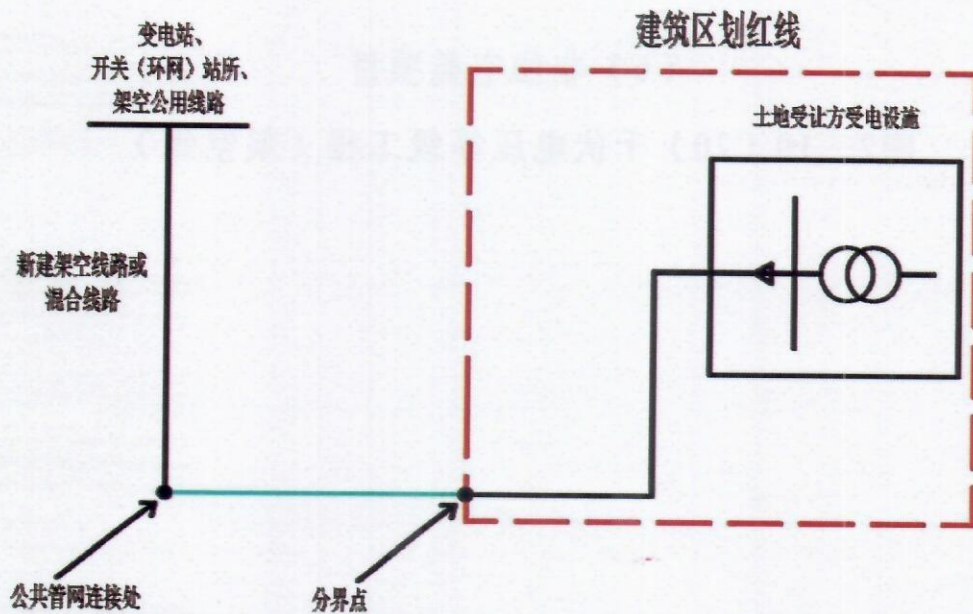 建筑区划红线
变电站、
开关（环网）站所、
架空公用线路
土地受让方受电设施
新建架空线路或
混合线路
公共管网连接处
分界点